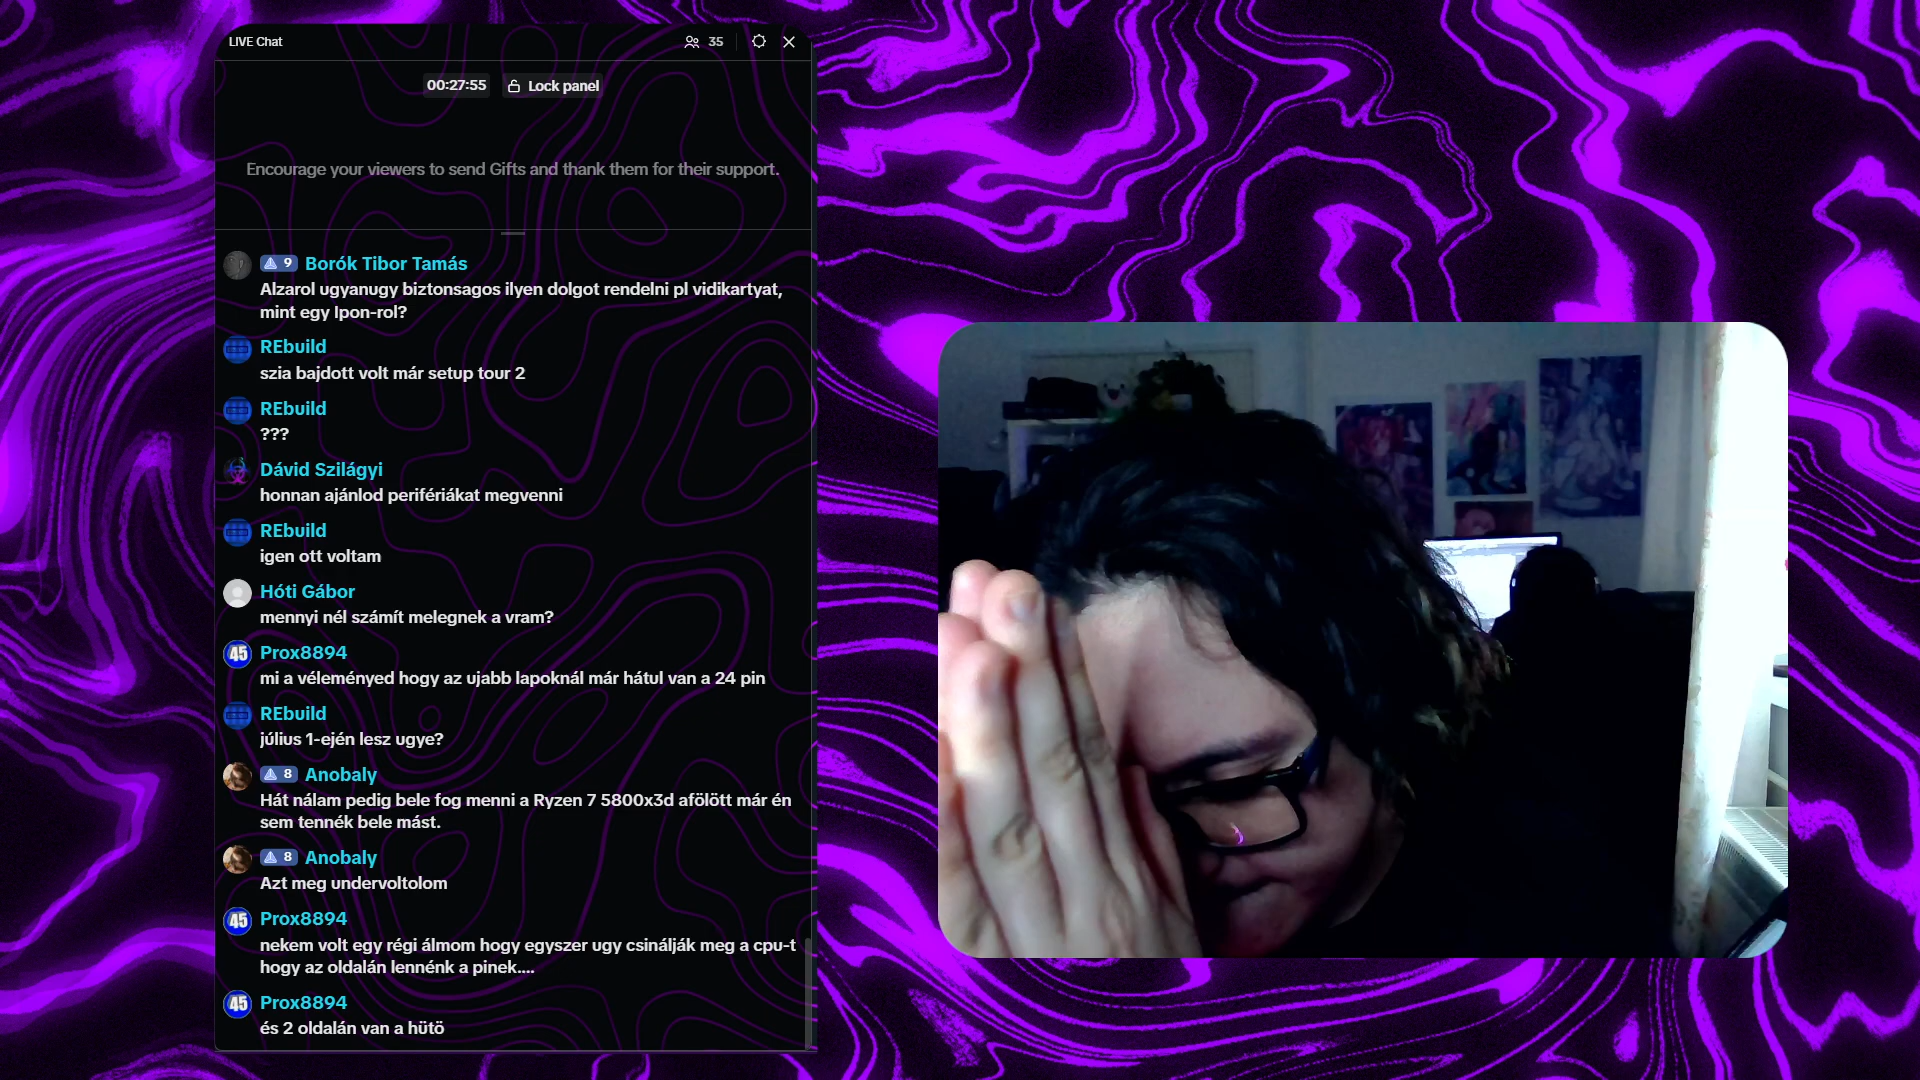 LIVE Chat
35
00:27:55
Lock panel
Encourage your viewers to send Gifts and thank them for their support.
9 Borók Tibor Tamás
Alzarol ugyanugy biztonsagos ilyen dolgot rendelni pl vidikartyat,
mint egy Ipon-rol?
REbuild
szia bajdott volt már setup tour 2
REbuild
???
Dávid Szilágyi
honnan ajánlod perifériákat megvenni
REbuild
igen ott voltam
Hóti Gábor
mennyi nél számít melegnek a vram?
45 Prox8894
mi a véleményed hogy az ujabb lapoknál már hátul van a 24 pin
REbuild
július 1-ején lesz ugye?
8 Anobaly
Hát nálam pedig bele fog menni a Ryzen 7 5800x3d afölött már én
sem tennék bele mást.
8 Anobaly
Azt meg undervoltolom
45 Prox8894
nekem volt egy régi álmom hogy egyszer ugy csinálják meg a cpu-t
hogy az oldalán lennénk a pinek....
45 Prox8894
és 2 oldalán van a hütö